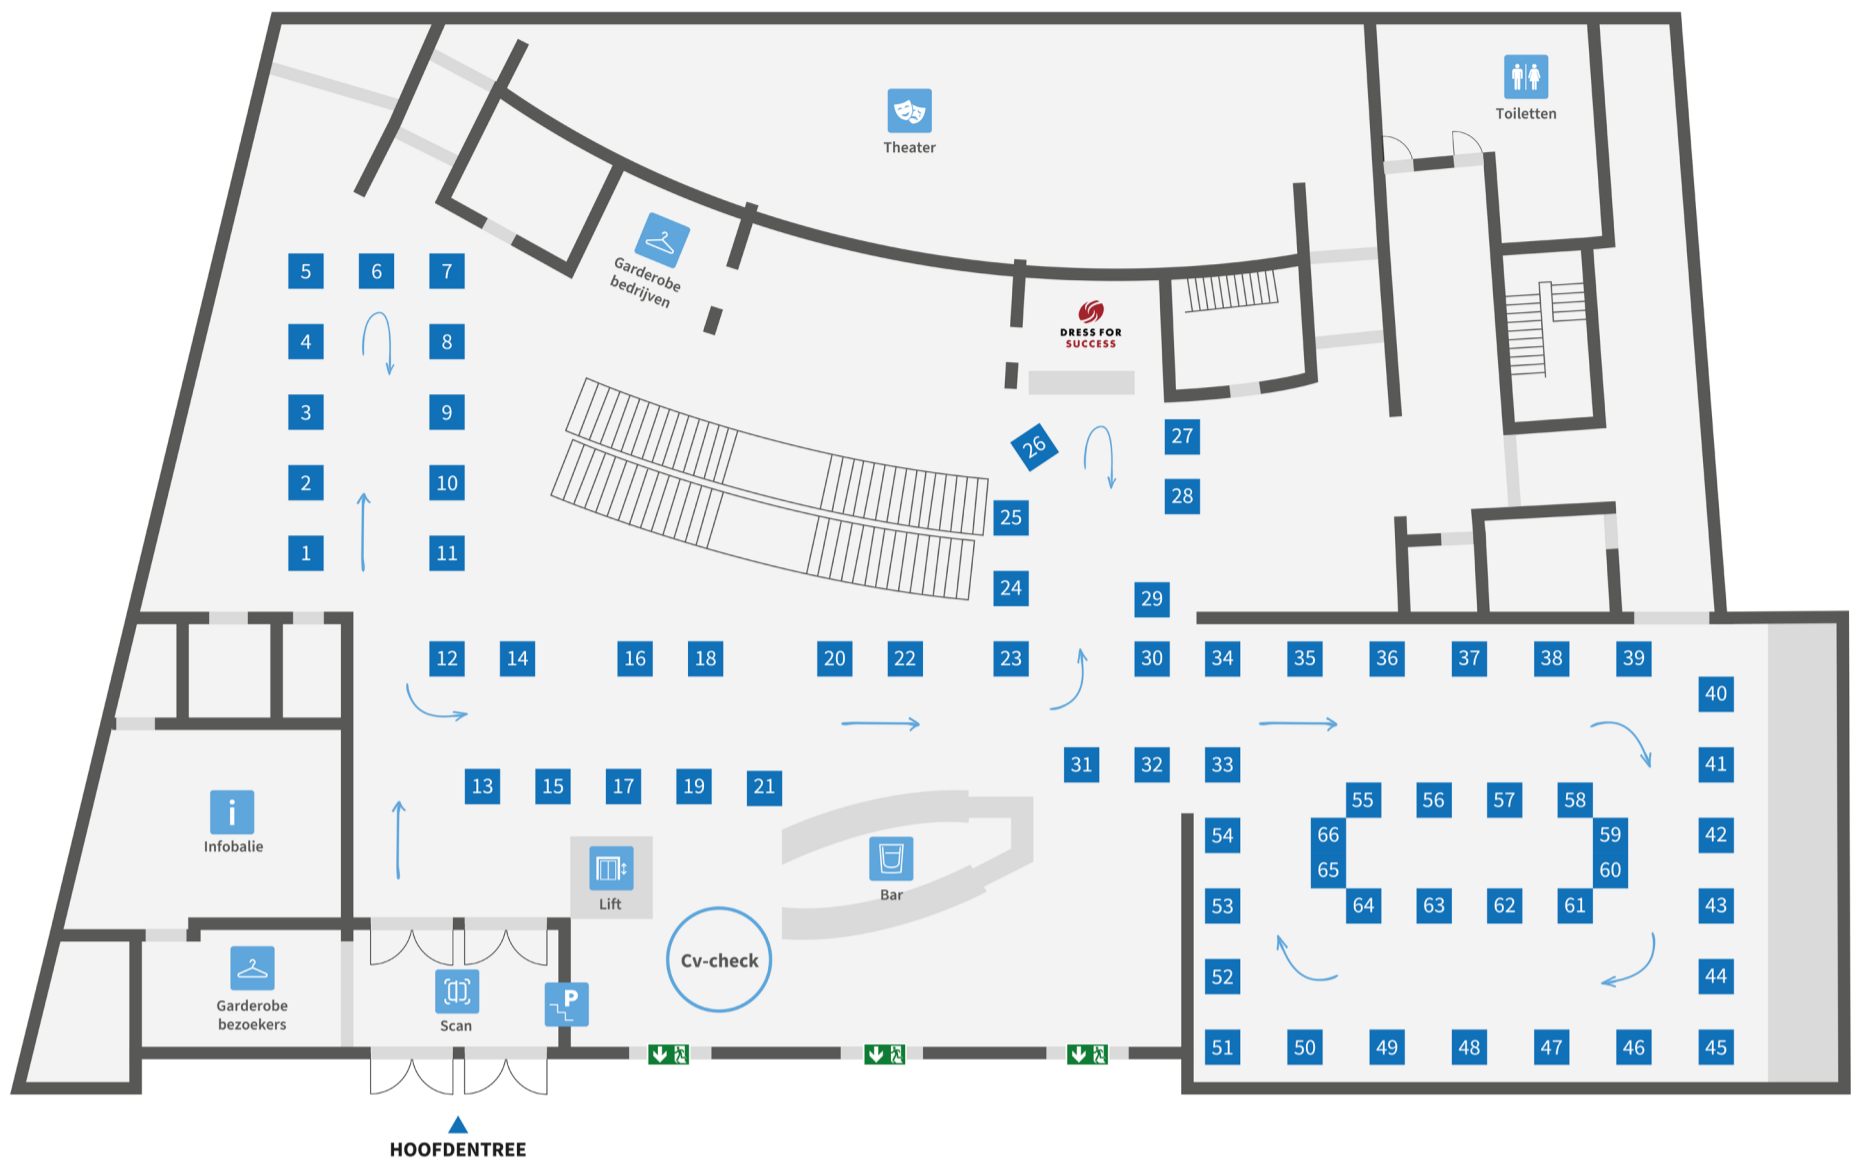 Toiletten
Theater
Garderobe
bedrijven
DRESS FOR
SUCCESS
5 6 7
4 8
3 9
2 10
1 11
26 27
28
25
24 29
12 14 16 18 20 22 23 30 34 35 36 37 38 39
40
31 32 33 41
13 15 17 19 21
55 56 57 58
54 66 59 42
65 60
53 64 63 62 61 43
52 44
51 50 49 48 47 46 45
i
Infobalie
Lift
Bar
Cv-check
Garderobe
bezoekers
Scan
P
HOOFDENTREE